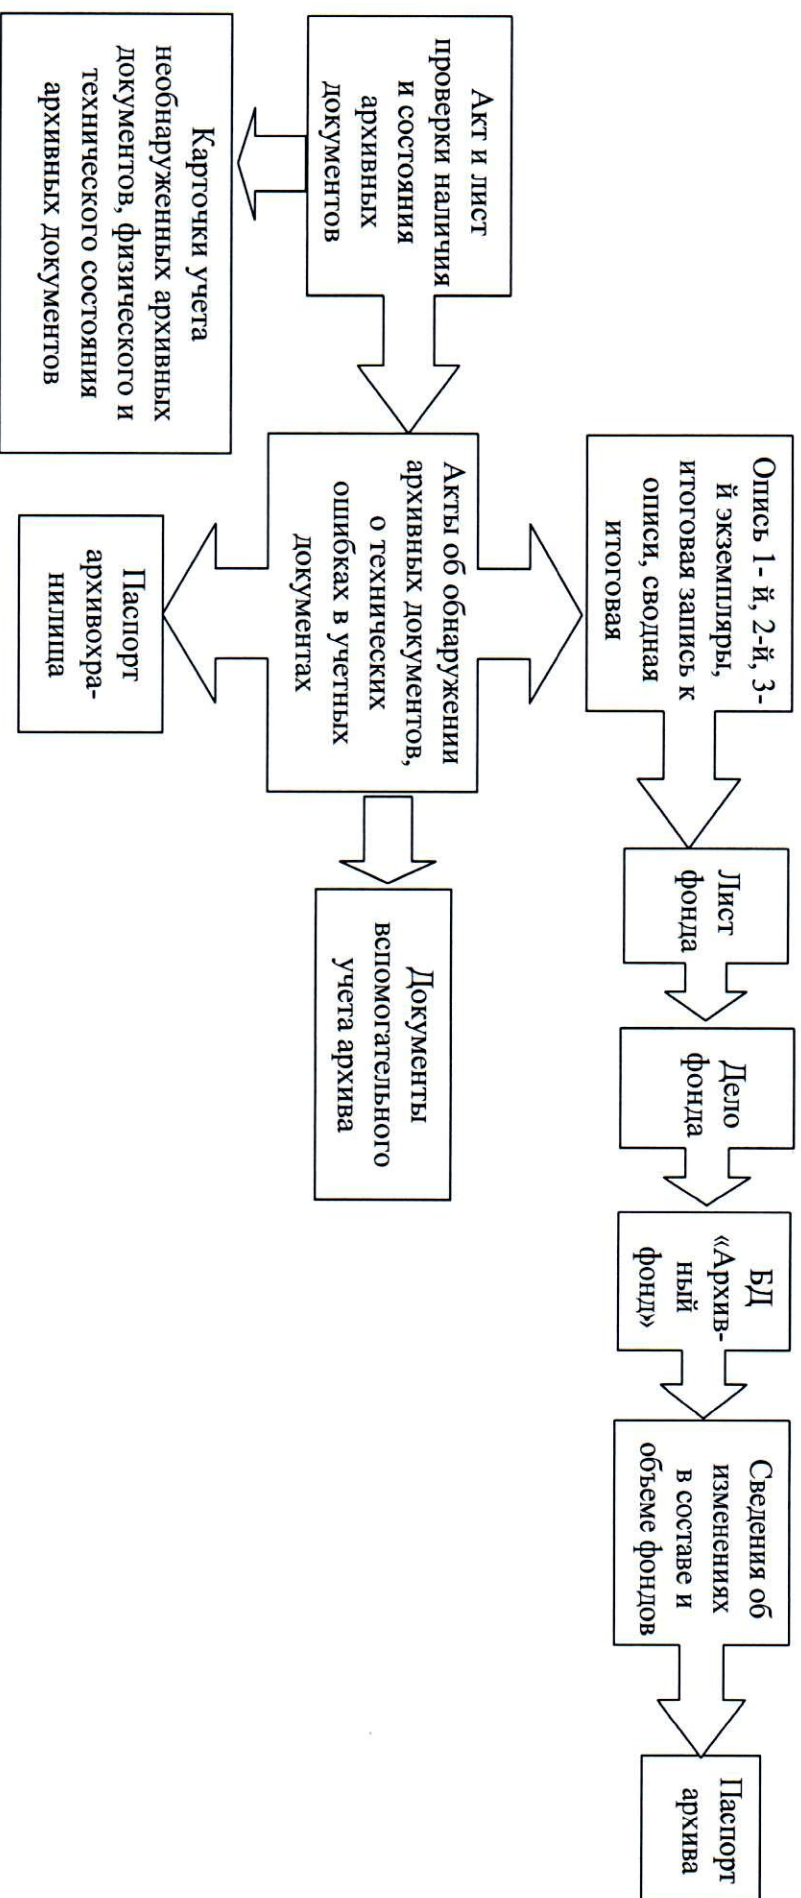 Опись 1- й, 2-й, 3-
й экземпляры,
итоговая запись к
описи, сводная
итоговая
Лист
фонда
Дело
фонда
БД
«Архив-
ный
фонд»
Сведения об
изменениях
в составе и
объеме фондов
Паспорт
архива
Акт и лист
проверки наличия
и состояния
архивных
документов
Акты об обнаружении
архивных документов,
о технических
ошибках в учетных
документах
Документы
вспомогательного
учета архива
Карточки учета
необнаруженных архивных
документов, физического и
технического состояния
архивных документов
Паспорт
архивохра-
нилища